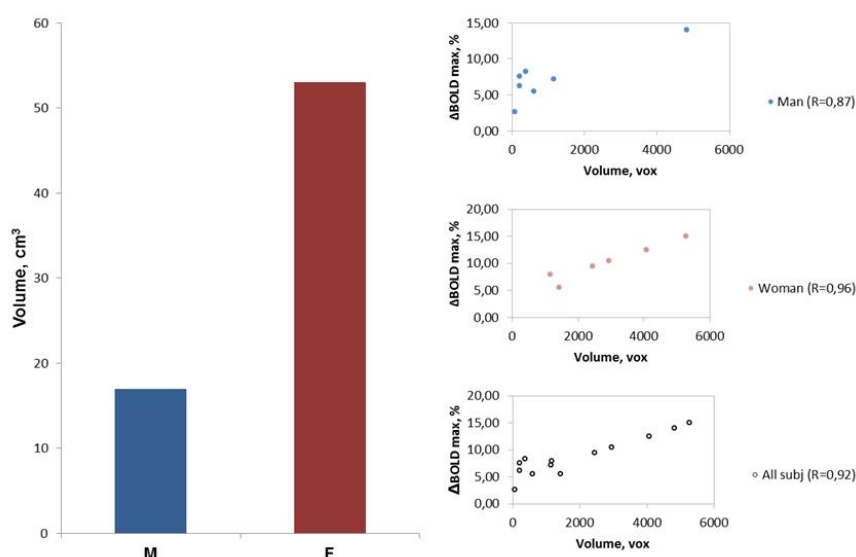 60
50
40
30
20
10
0
Volume, cm³
M
F
15,00
10,00
5,00
0,00
ΔBOLD max, %
0 2000 4000 6000
Volume, vox
Man (R=0,87)
20,00
15,00
10,00
5,00
0,00
ΔBOLD max, %
0 2000 4000 6000
Volume, vox
Woman (R=0,96)
20,00
15,00
10,00
5,00
0,00
ΔBOLD max, %
0 2000 4000 6000
Volume, vox
All subj (R=0,92)